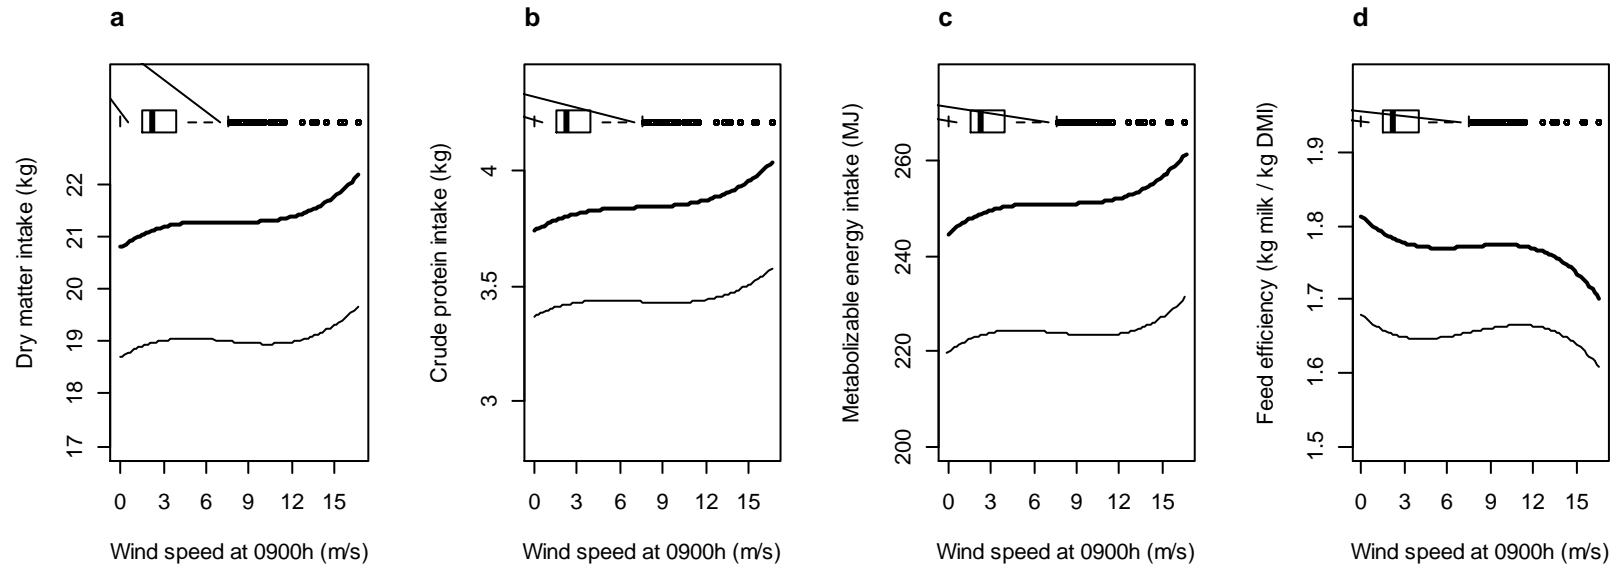 a
Dry matter intake (kg)
22
21
20
19
18
17
0 3 6 9 12 15
Wind speed at 0900h (m/s)
b
Crude protein intake (kg)
4
3.5
3
0 3 6 9 12 15
Wind speed at 0900h (m/s)
c
Metabolizable energy intake (MJ)
260
240
220
200
0 3 6 9 12 15
Wind speed at 0900h (m/s)
d
Feed efficiency (kg milk / kg DMI)
1.9
1.8
1.7
1.6
1.5
0 3 6 9 12 15
Wind speed at 0900h (m/s)